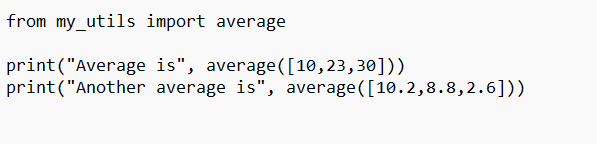 from my_utils import average
print("Average is", average([10,23,30]))
print("Another average is", average([10.2,8.8,2.6]))